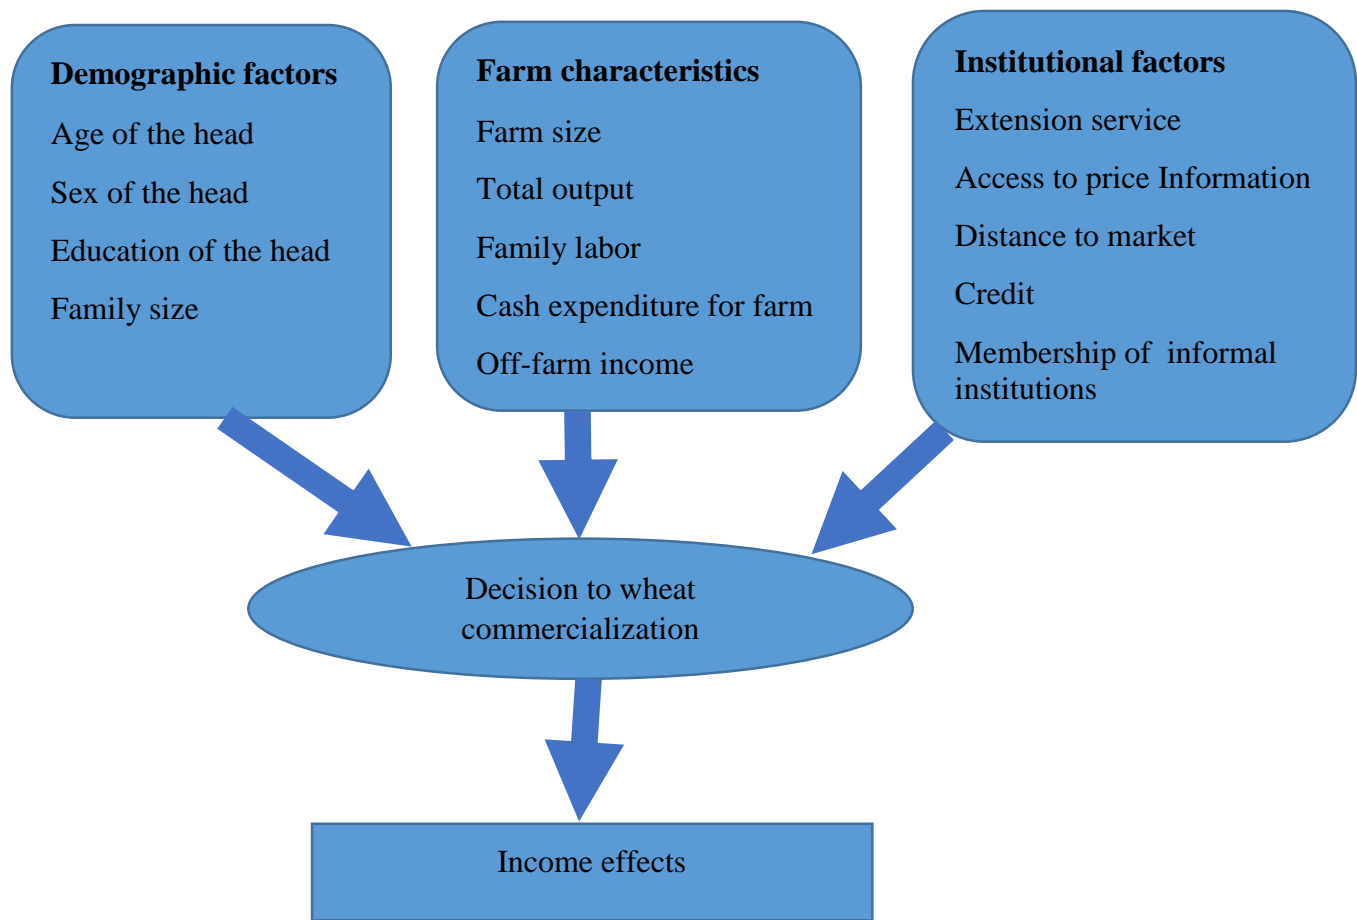 Demographic factors
Age of the head
Sex of the head
Education of the head
Family size
Farm characteristics
Farm size
Total output
Family labor
Cash expenditure for farm
Off-farm income
Institutional factors
Extension service
Access to price Information
Distance to market
Credit
Membership of  informal
institutions
Decision to wheat
commercialization
Income effects